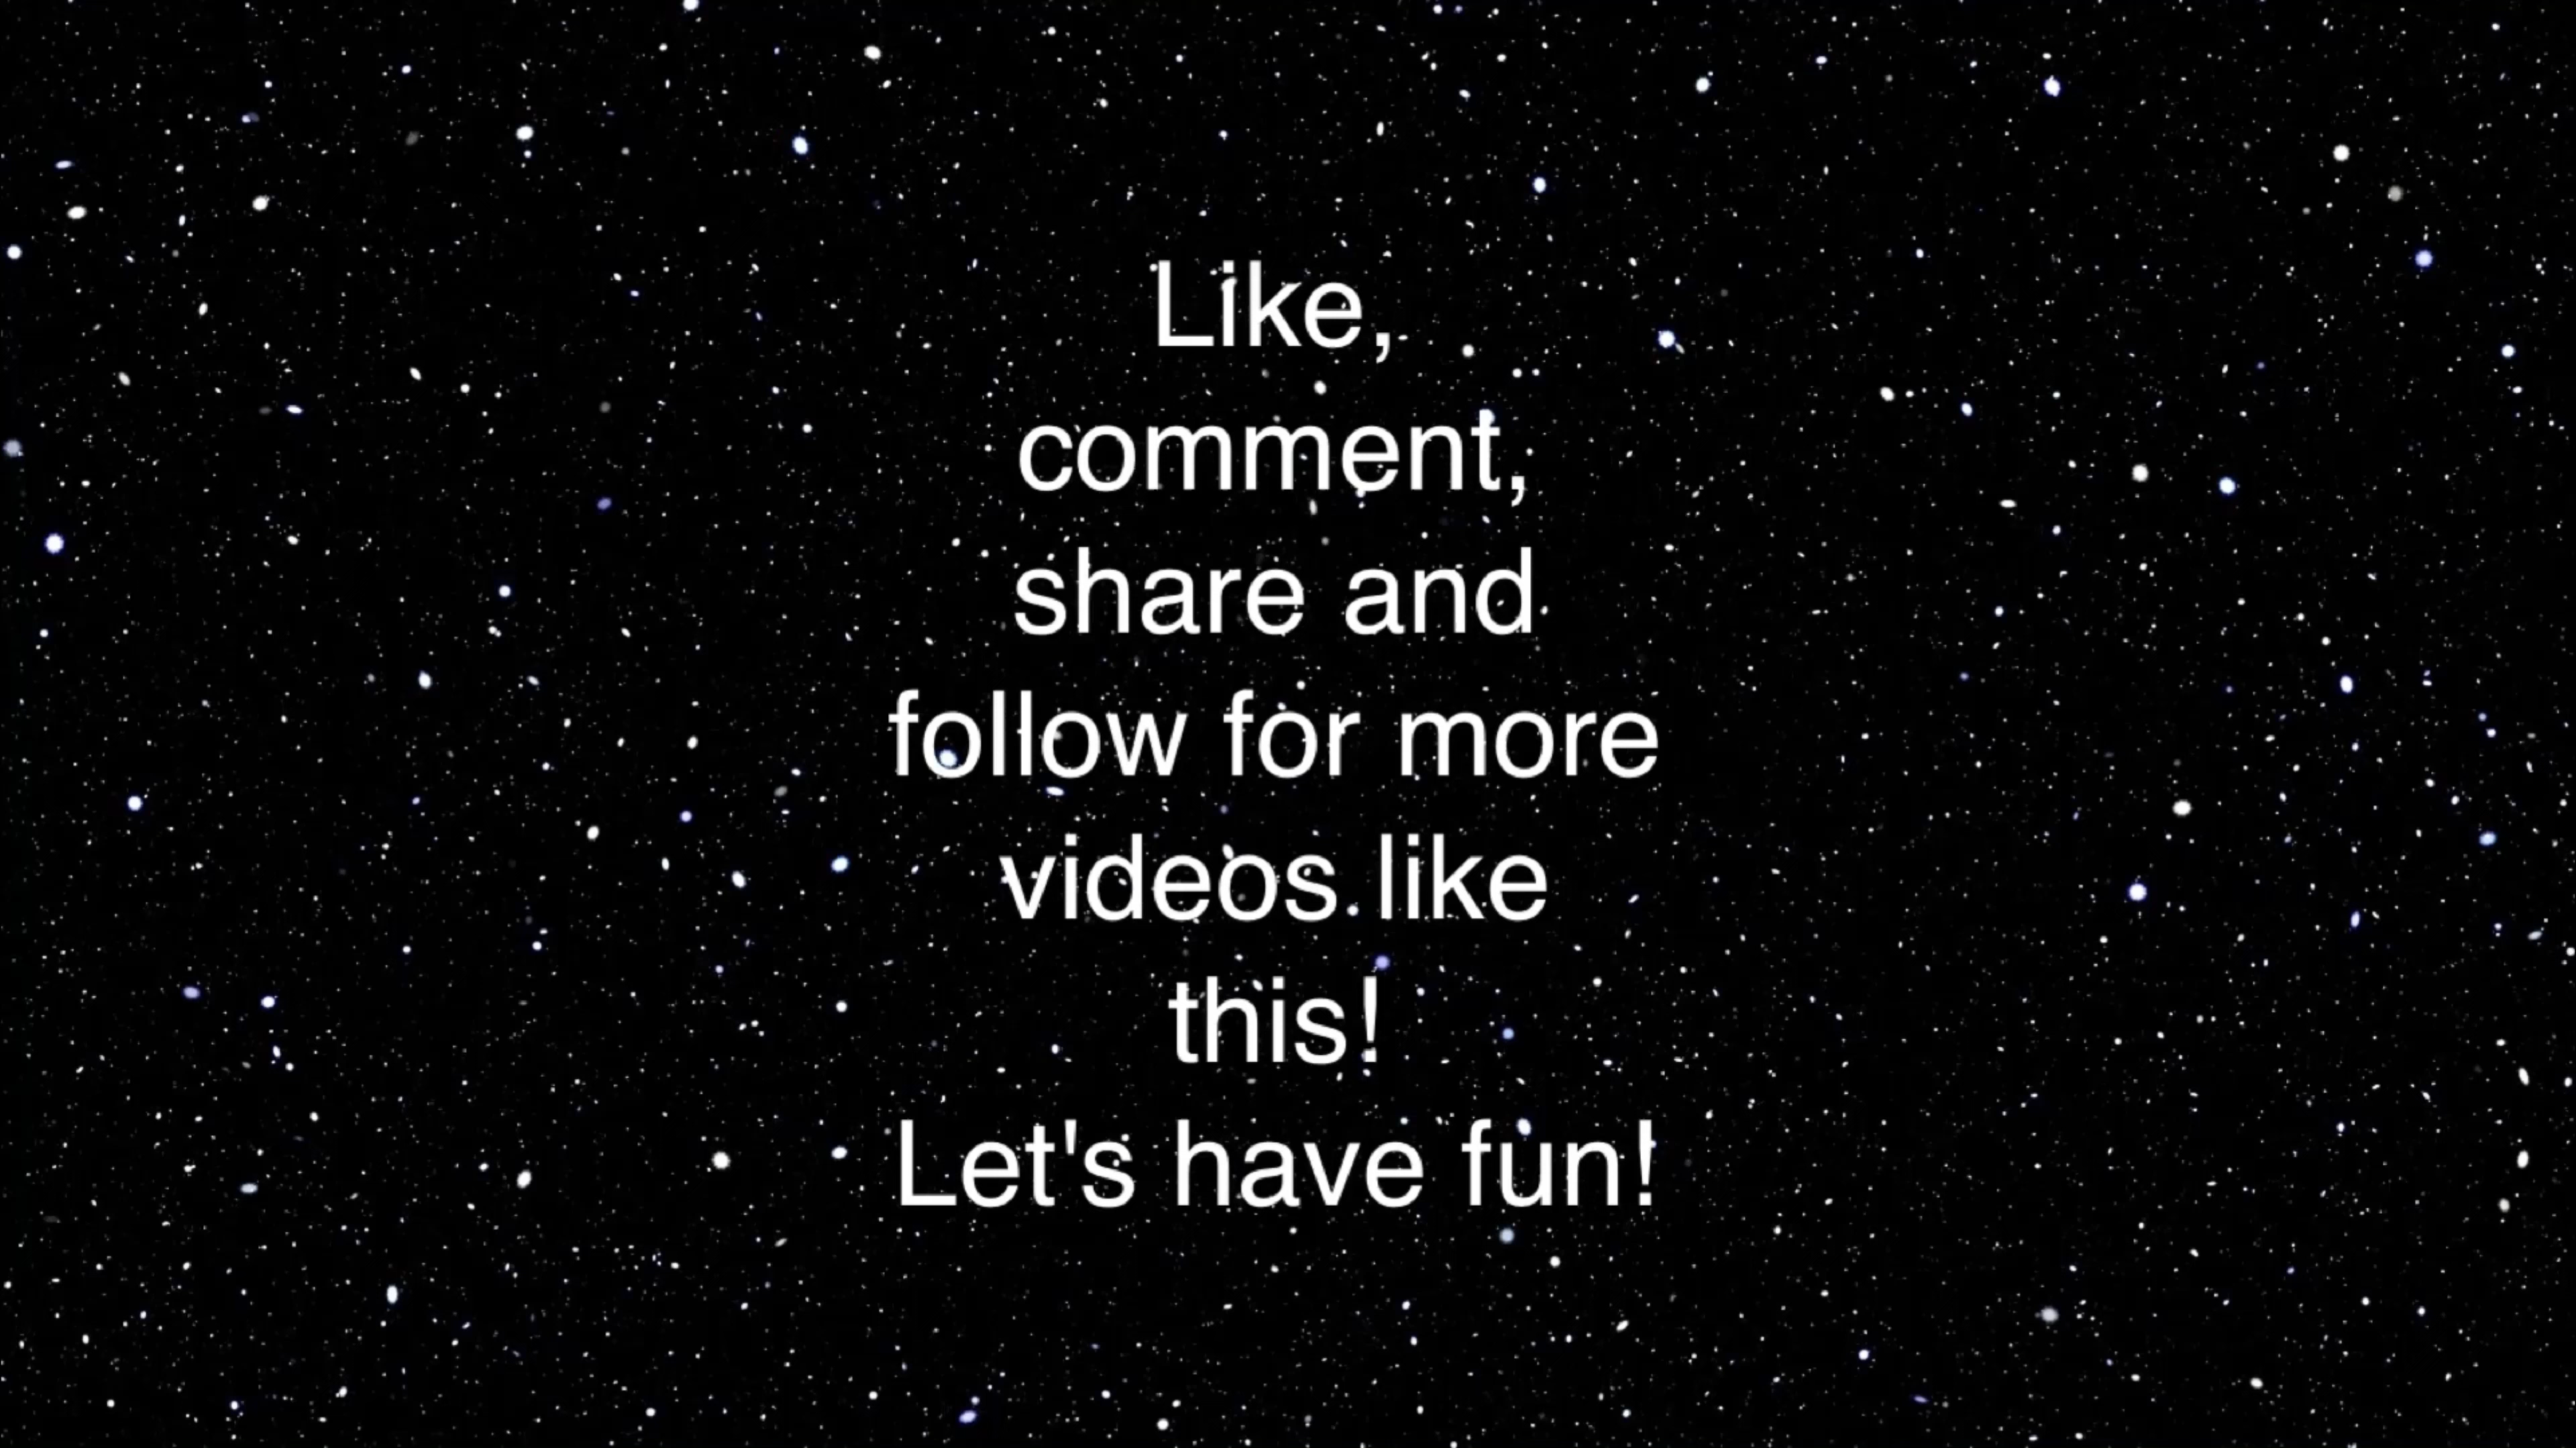 Like,
comment,
share and
follow for more
videos like
this!
Let's have fun!